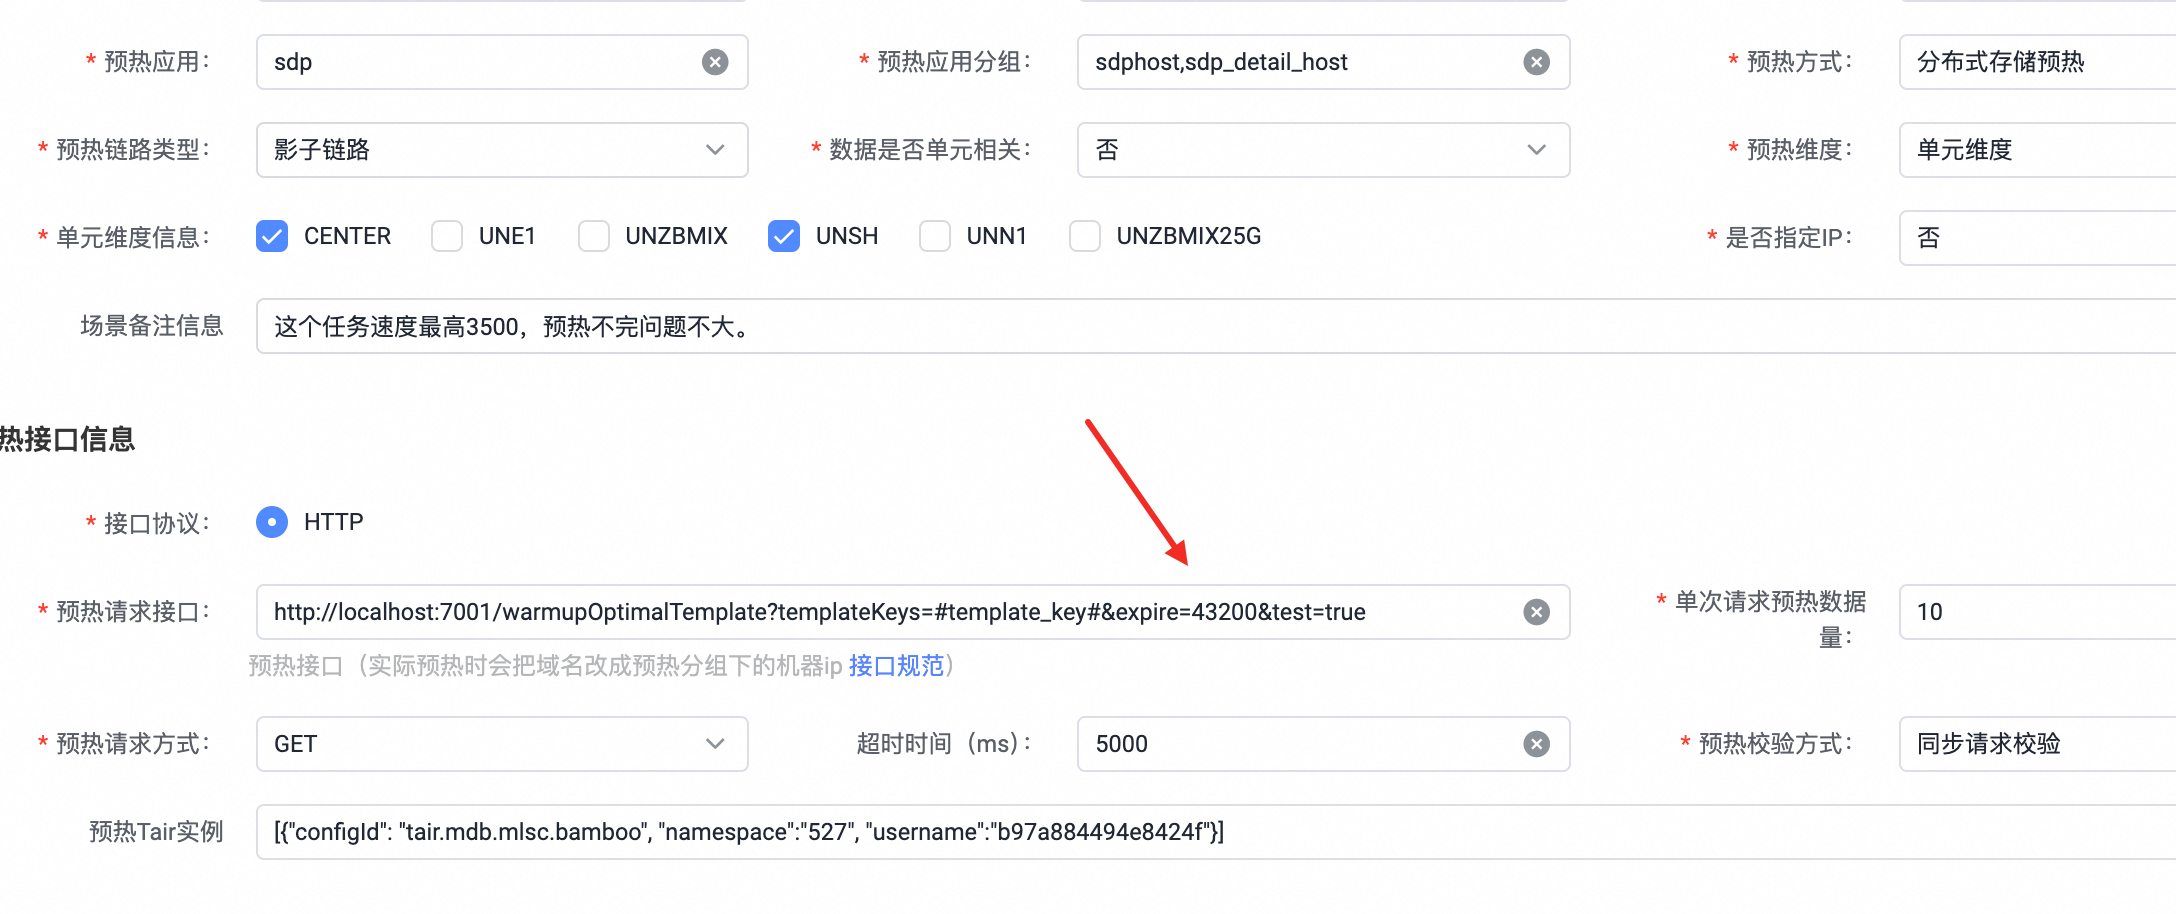 * 预热应用： sdp * 预热应用分组： sdphost,sdp_detail_host * 预热方式： 分布式存储预热
* 预热链路类型： 影子链路 * 数据是否单元相关： 否 * 预热维度： 单元维度
* 单元维度信息： CENTER UNE1 UNZBMIX UNSH UNN1 UNZBMIX25G * 是否指定IP： 否
场景备注信息 这个任务速度最高3500，预热不完问题不大。
热接口信息
* 接口协议： HTTP
* 预热请求接口： http://localhost:7001/warmupOptimalTemplate?templateKeys=#template_key#&expire=43200&test=true
* 单次请求预热数据
量： 10
预热接口（实际预热时会把域名改成预热分组下的机器ip 接口规范）
* 预热请求方式： GET 超时时间（ms）： 5000 * 预热校验方式： 同步请求校验
预热Tair实例 [{"configId": "tair.mdb.mlsc.bamboo", "namespace":"527", "username":"b97a884494e8424f"}]